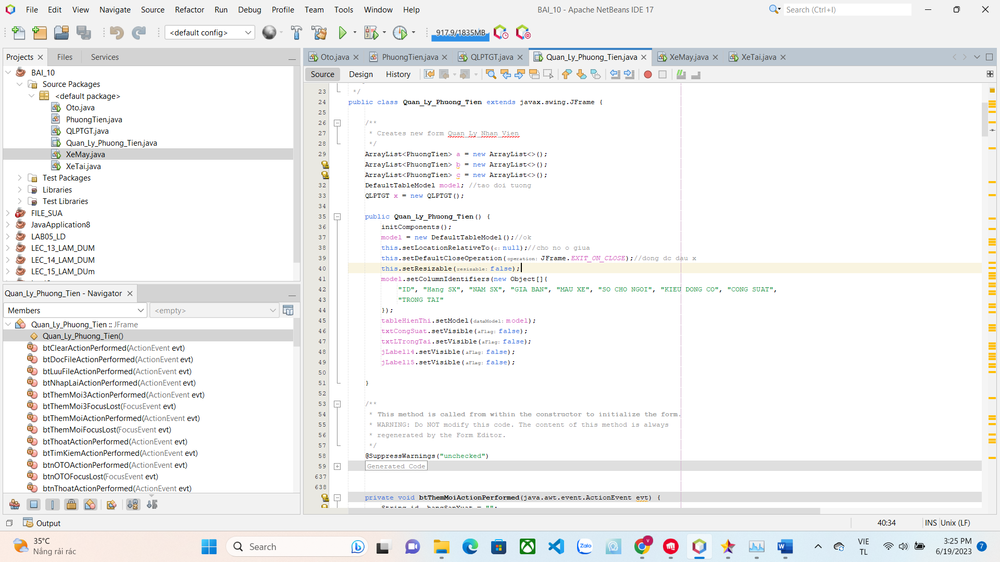 File Edit View Navigate Source Refactor Run Debug Profile Team Tools Window Help
BAI_10 - Apache NetBeans IDE 17
Search (Ctrl+I)
<default config>
917.9/1835MB
Projects Files Services
BAI_10
Source Packages
<default package>
Oto.java
PhuongTien.java
QLPTGT.java
Quan_Ly_Phuong_Tien.java
XeMay.java
XeTai.java
Test Packages
Libraries
Test Libraries
FILE_SUA
JavaApplication8
LAB05_LD
LEC_13_LAM_DUM
LEC_14_LAM_DUM
LEC_15_LAM_DUm
Quan_Ly_Phuong_Tien - Navigator
Members <empty>
Quan_Ly_Phuong_Tien :: JFrame
Quan_Ly_Phuong_Tien()
btClearActionPerformed(ActionEvent evt)
btDocFileActionPerformed(ActionEvent evt)
btLuuFileActionPerformed(ActionEvent evt)
btNhapLaiActionPerformed(ActionEvent evt)
btThemMoi3ActionPerformed(ActionEvent evt)
btThemMoi3FocusLost(FocusEvent evt)
btThemMoiActionPerformed(ActionEvent evt)
btThemMoiFocusLost(FocusEvent evt)
btThoatActionPerformed(ActionEvent evt)
btTimKiemActionPerformed(ActionEvent evt)
btnOTOActionPerformed(ActionEvent evt)
btnOTOFocusLost(FocusEvent evt)
btnThoatActionPerformed(ActionEvent evt)
Oto.java PhuongTien.java QLPTGT.java Quan_Ly_Phuong_Tien.java XeMay.java XeTai.java
Source Design History
23 */
24 public class Quan_Ly_Phuong_Tien extends javax.swing.JFrame {
25
26 /**
27 * Creates new form Quan_Ly_Nhan_Vien
28 */
29 ArrayList<PhuongTien> a = new ArrayList<>();
ArrayList<PhuongTien> b = new ArrayList<>();
ArrayList<PhuongTien> c = new ArrayList<>();
32 DefaultTableModel model; //tao doi tuong
33 QLPTGT x = new QLPTGT();
34
35 public Quan_Ly_Phuong_Tien() {
36 initComponents();
37 model = new DefaultTableModel();//ok
38 this.setLocationRelativeTo(c: null);//cho no o giua
39 this.setDefaultCloseOperation(operation: JFrame.EXIT_ON_CLOSE);//dong dc dau x
40 this.setResizable(resizable: false);
41 model.setColumnIdentifiers(new Object[]{
42 "ID", "Hang SX", "NAM SX", "GIA BAN", "MAU XE", "SO CHO NGOI", "KIEU DONG CO", "CONG SUAT",
43 "TRONG TAI"
44 });
45 tableHienThi.setModel(dataModel: model);
46 txtCongSuat.setVisible(aFlag: false);
47 txtLTrongTai.setVisible(aFlag: false);
48 jLabel14.setVisible(aFlag: false);
49 jLabel15.setVisible(aFlag: false);
50
51 }
52
53 /**
54 * This method is called from within the constructor to initialize the form.
55 * WARNING: Do NOT modify this code. The content of this method is always
56 * regenerated by the Form Editor.
57 */
58 @SuppressWarnings("unchecked")
59 Generated Code
637
638
private void btThemMoiActionPerformed(java.awt.event.ActionEvent evt) {
String id, hangSanXuat = "";
Output
40:34 INS Unix (LF)
35°C
Nắng rải rác
Search
Zalo
VIE
TL
3:25 PM
6/19/2023
7